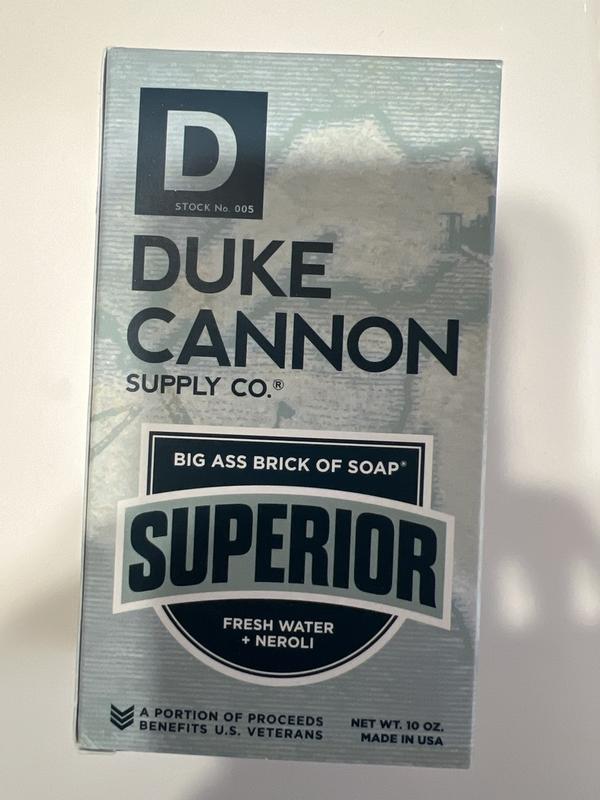 D
STOCK No. 005
DUKE
CANNON
SUPPLY CO.®
BIG ASS BRICK OF SOAP®
SUPERIOR
FRESH WATER
+ NEROLI
A PORTION OF PROCEEDS
BENEFITS U.S. VETERANS
NET WT. 10 OZ.
MADE IN USA